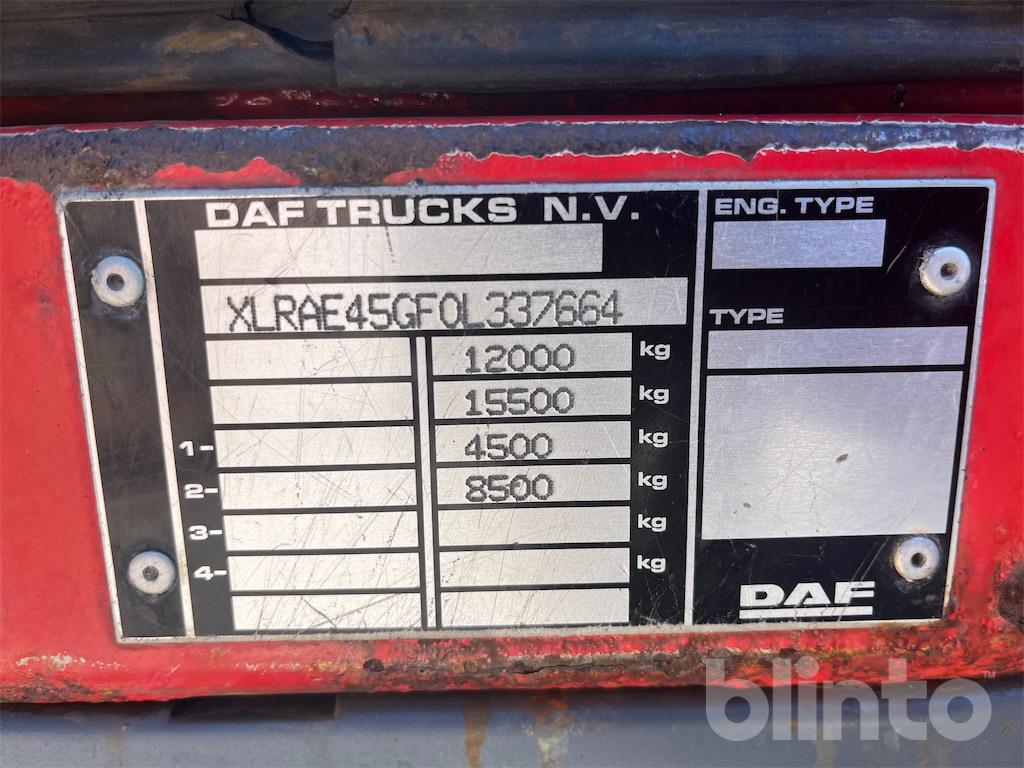 DAF TRUCKS N.V.
XLRAE45GF0L337664
12000 kg
15500 kg
1- 4500 kg
2- 8500 kg
3- kg
4- kg
ENG. TYPE
TYPE
DAF
blinto™